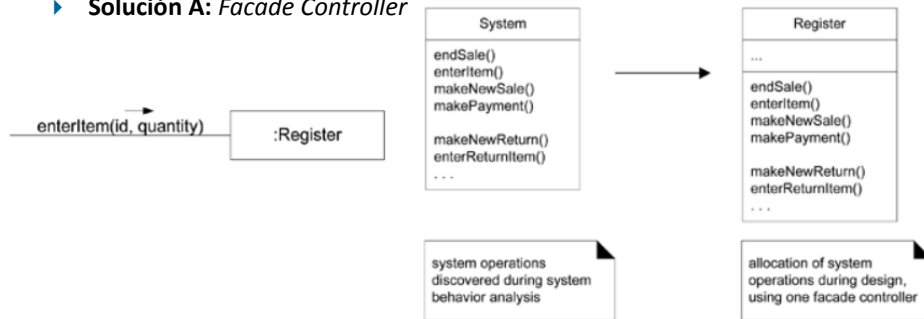 Solución A: Facade Controller
enterItem(id, quantity)
:Register
System
endSale()
enterItem()
makeNewSale()
makePayment()
makeNewReturn()
enterReturnItem()
. . .
Register
...
endSale()
enterItem()
makeNewSale()
makePayment()
makeNewReturn()
enterReturnItem()
. . .
system operations
discovered during system
behavior analysis
allocation of system
operations during design,
using one facade controller